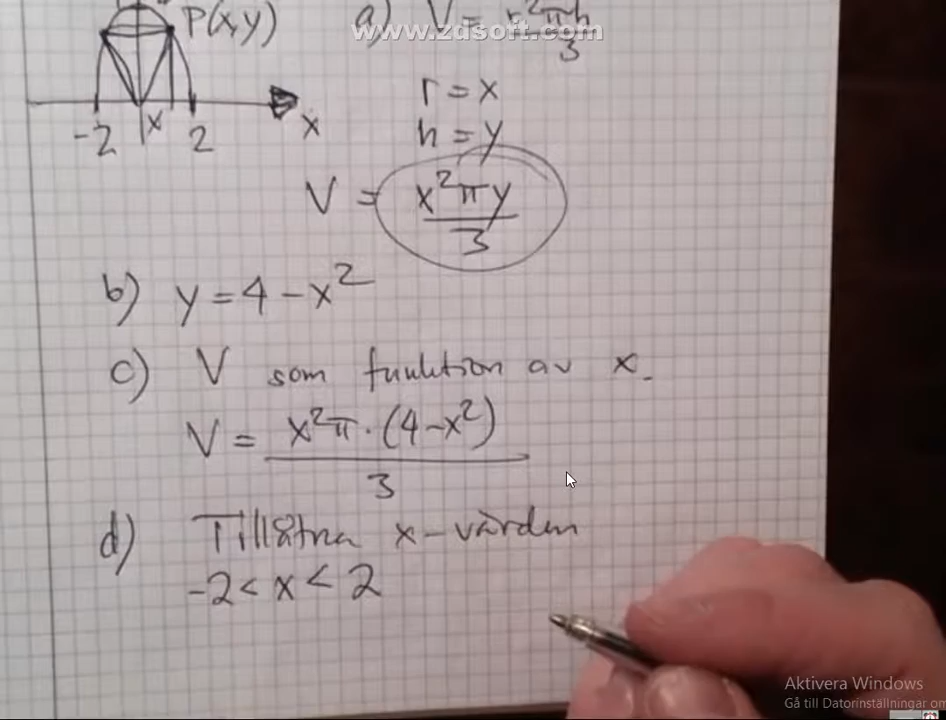 P(x,y)
a) V = r²πh
3
www.zdsoft.com
-2 x 2 x
r = x
h = y
V = x²πy
3
b) y = 4 - x²
c) V som funktion av x.
V = x²π·(4-x²)
3
d) Tillåtna x-värden
-2 < x < 2
Aktivera Windows
Gå till Datorinställningar o